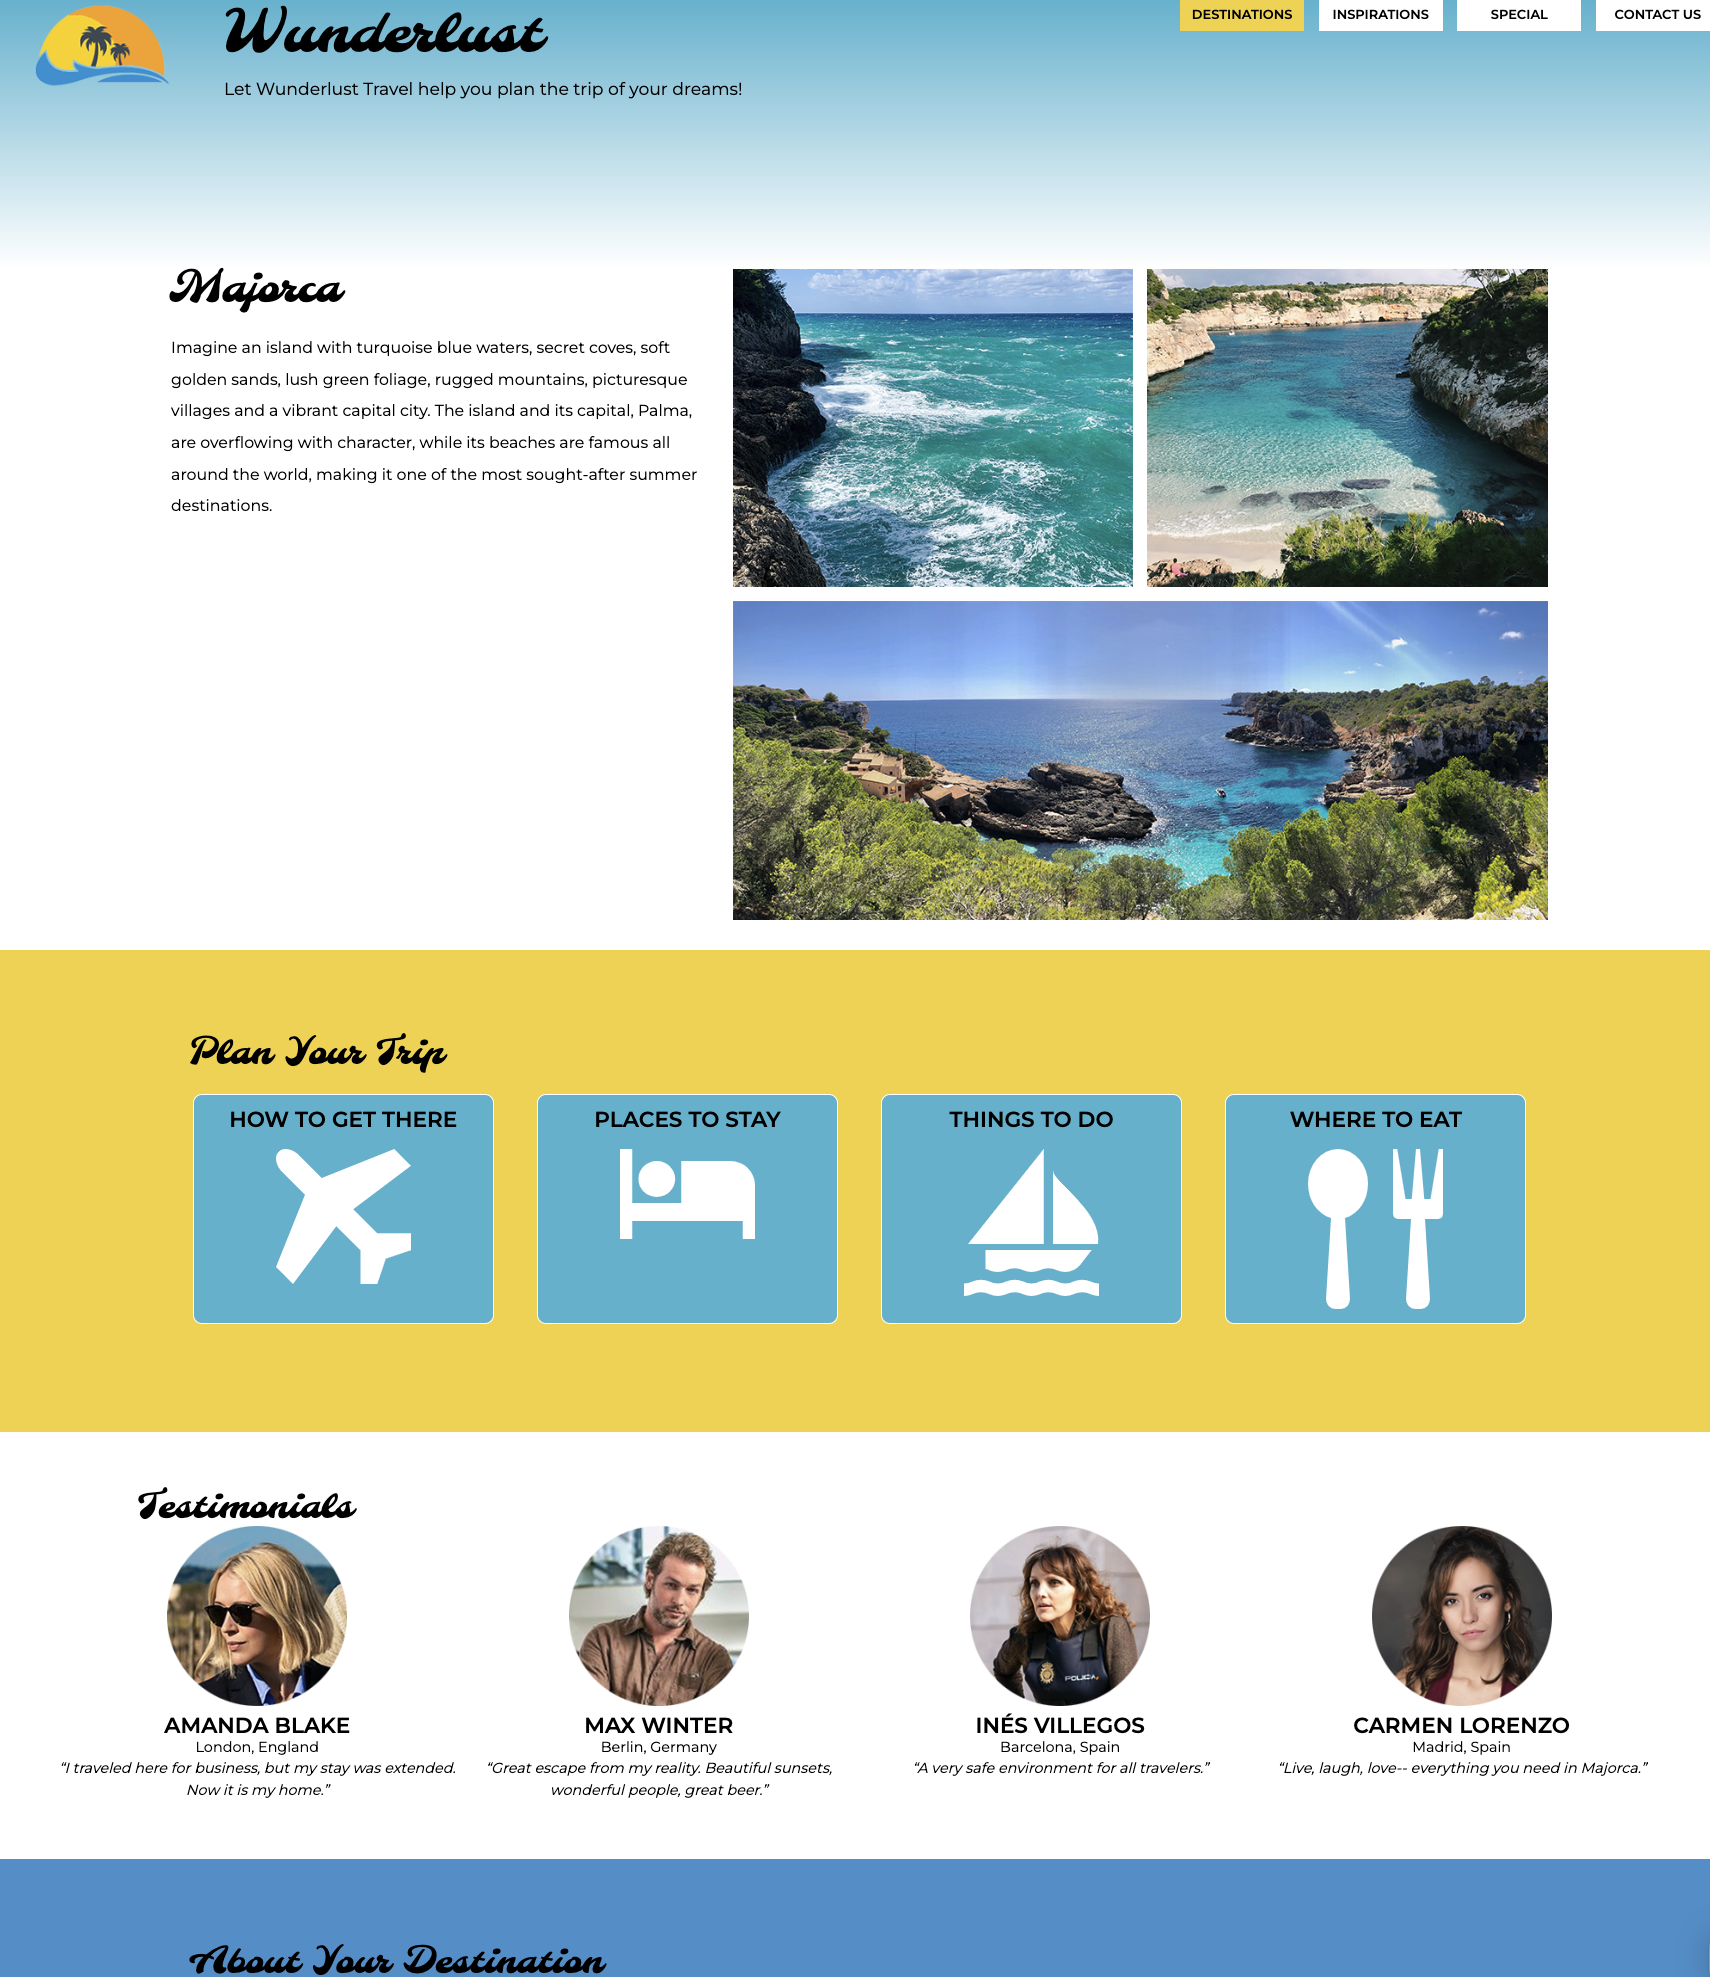 Wunderlust
DESTINATIONS
INSPIRATIONS
SPECIAL
CONTACT US
Let Wunderlust Travel help you plan the trip of your dreams!
Majorca
Imagine an island with turquoise blue waters, secret coves, soft
golden sands, lush green foliage, rugged mountains, picturesque
villages and a vibrant capital city. The island and its capital, Palma,
are overflowing with character, while its beaches are famous all
around the world, making it one of the most sought-after summer
destinations.
Plan Your Trip
HOW TO GET THERE
PLACES TO STAY
THINGS TO DO
WHERE TO EAT
Testimonials
POLICIA
AMANDA BLAKE
London, England
“I traveled here for business, but my stay was extended.
Now it is my home.”
MAX WINTER
Berlin, Germany
“Great escape from my reality. Beautiful sunsets,
wonderful people, great beer.”
INÉS VILLEGOS
Barcelona, Spain
“A very safe environment for all travelers.”
CARMEN LORENZO
Madrid, Spain
“Live, laugh, love-- everything you need in Majorca.”
About Your Destination